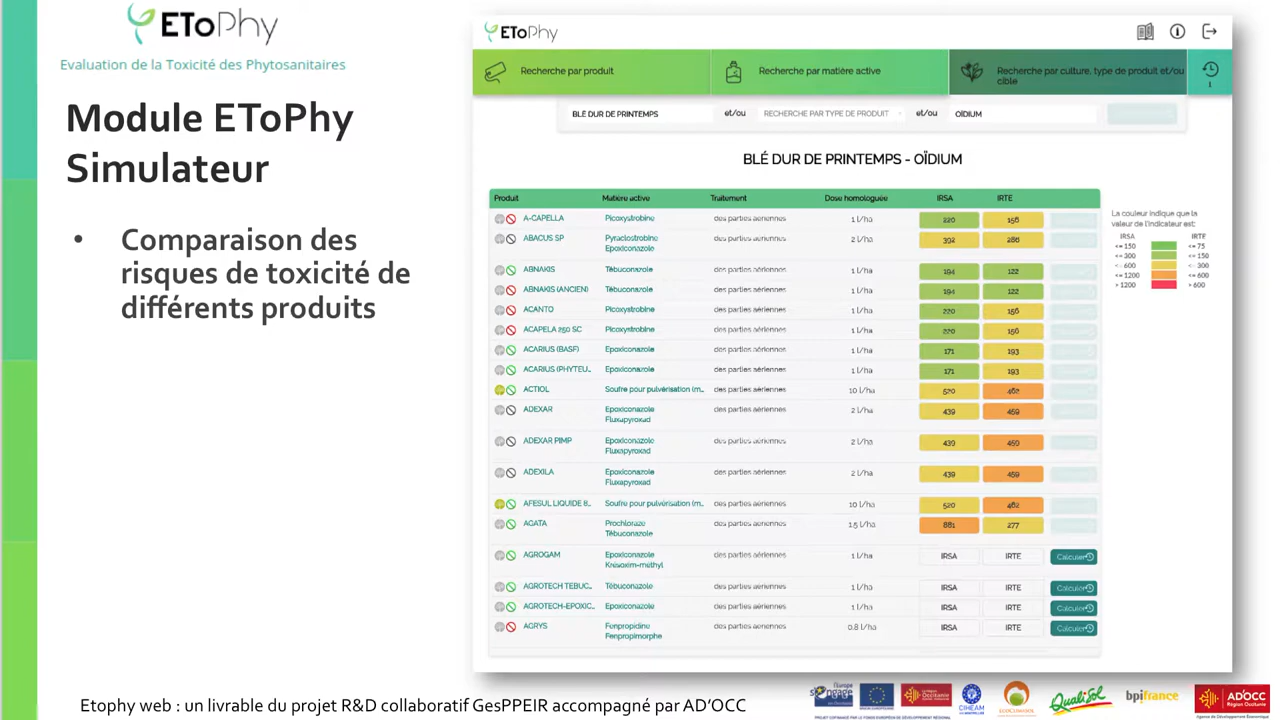 EToPhy
Evaluation de la Toxicité des Phytosanitaires
Module EToPhy
Simulateur
• Comparaison des
risques de toxicité de
différents produits
EToPhy
Recherche par produit
Recherche par matière active
Recherche par culture, type de produit et/ou
cible
1
BLÉ DUR DE PRINTEMPS et/ou RECHERCHE PAR TYPE DE PRODUIT et/ou OÏDIUM
BLÉ DUR DE PRINTEMPS - OÏDIUM
Produit Matière active Traitement Dose homologuée IRSA IRTE
A-CAPELLA Picoxystrobine des parties aériennes 1 l/ha 220 156
ABACUS SP Pyraclostrobine des parties aériennes 2 l/ha 392 286
Epoxiconazole
ABNAKIS Tébuconazole des parties aériennes 1 l/ha 194 122
ABNAKIS (ANCIEN) Tébuconazole des parties aériennes 1 l/ha 194 122
ACANTO Picoxystrobine des parties aériennes 1 l/ha 220 156
ACAPELA 250 SC Picoxystrobine des parties aériennes 1 l/ha 220 156
ACARIUS (BASF) Epoxiconazole des parties aériennes 1 l/ha 171 193
ACARIUS (PHYTEU... Epoxiconazole des parties aériennes 1 l/ha 171 193
ACTIOL Soufre pour pulvérisation (m... des parties aériennes 10 l/ha 520 462
ADEXAR Epoxiconazole des parties aériennes 2 l/ha 439 459
Fluxapyroxad
ADEXAR PIMP Epoxiconazole des parties aériennes 2 l/ha 439 459
Fluxapyroxad
ADEXILA Epoxiconazole des parties aériennes 2 l/ha 439 459
Fluxapyroxad
AFESUL LIQUIDE 8... Soufre pour pulvérisation (m... des parties aériennes 10 l/ha 520 462
AGATA Prochloraze des parties aériennes 1.5 l/ha 881 277
Tébuconazole
AGROGAM Epoxiconazole des parties aériennes 1 l/ha IRSA IRTE Calculer
Krésoxim-méthyl
AGROTECH TEBUC... Tébuconazole des parties aériennes 1 l/ha IRSA IRTE Calculer
AGROTECH-EPOXIC... Epoxiconazole des parties aériennes 1 l/ha IRSA IRTE Calculer
AGRYS Fenpropidine des parties aériennes 0.8 l/ha IRSA IRTE Calculer
Fenpropimorphe
La couleur indique que la
valeur de l'indicateur est:
IRSA IRTE
<= 150 <= 75
<= 300 <= 150
<= 600 <= 300
<= 1200 <= 600
> 1200 > 600
Etophy web : un livrable du projet R&D collaboratif GesPPEIR accompagné par AD'OCC
l'Europe
s'engage
CIHEAM
QualiSol
bpifrance
AD'OCC
Région Occitanie
Agence de Développement Economique